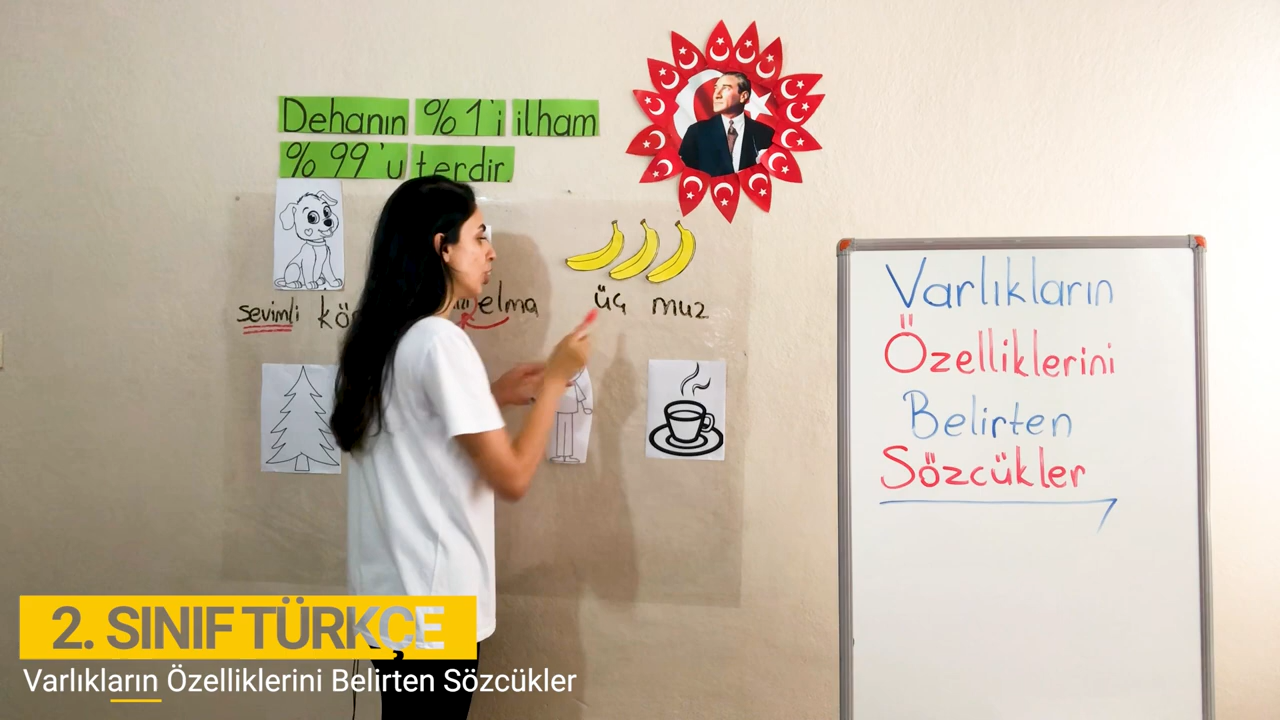 Dehanın %1'i ilham
%99'u terdir.
sevimli
elma
üç muz
Varlıkların
Özelliklerini
Belirten
Sözcükler
2. SINIF TÜRKÇE
Varlıkların Özelliklerini Belirten Sözcükler